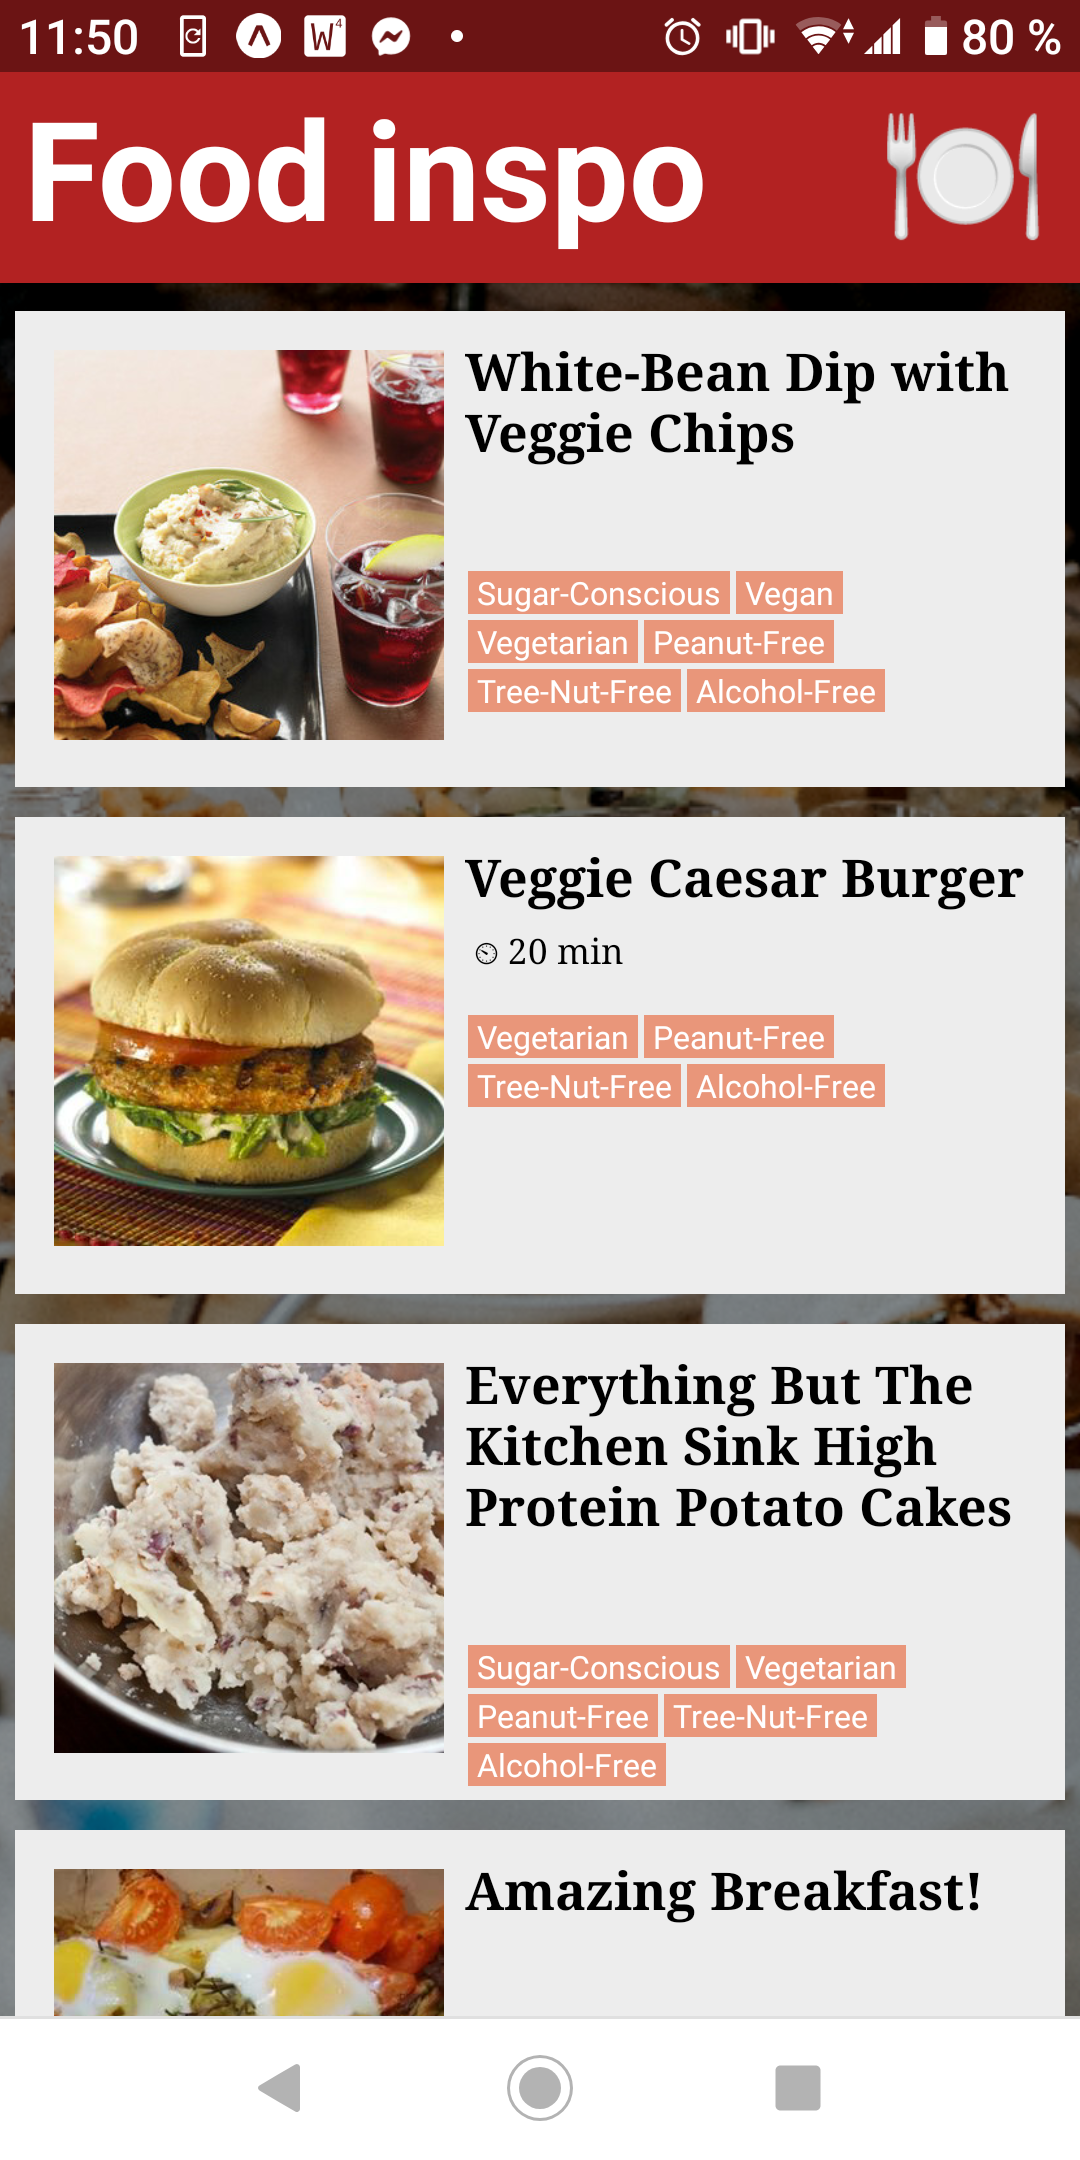 11:50 W4 80 %
Food inspo
White-Bean Dip with
Veggie Chips
Sugar-Conscious Vegan
Vegetarian Peanut-Free
Tree-Nut-Free Alcohol-Free
Veggie Caesar Burger
20 min
Vegetarian Peanut-Free
Tree-Nut-Free Alcohol-Free
Everything But The
Kitchen Sink High
Protein Potato Cakes
Sugar-Conscious Vegetarian
Peanut-Free Tree-Nut-Free
Alcohol-Free
Amazing Breakfast!